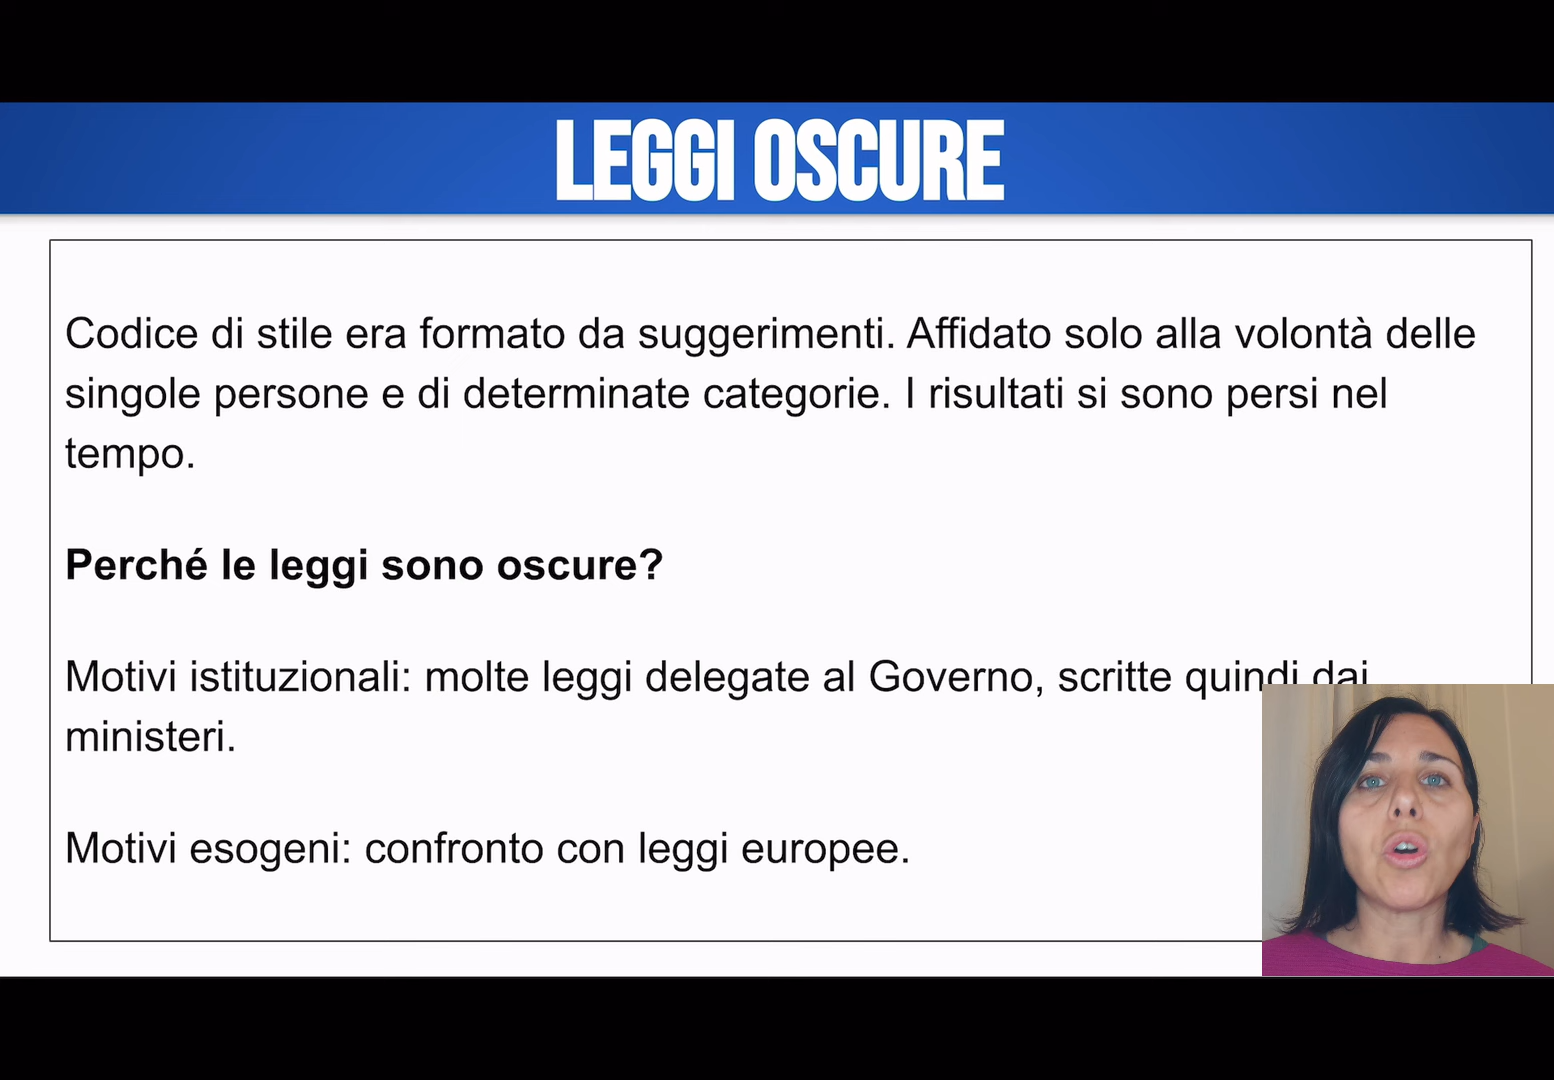 LEGGI OSCURE
Codice di stile era formato da suggerimenti. Affidato solo alla volontà delle
singole persone e di determinate categorie. I risultati si sono persi nel
tempo.
Perché le leggi sono oscure?
Motivi istituzionali: molte leggi delegate al Governo, scritte quindi dai
ministeri.
Motivi esogeni: confronto con leggi europee.